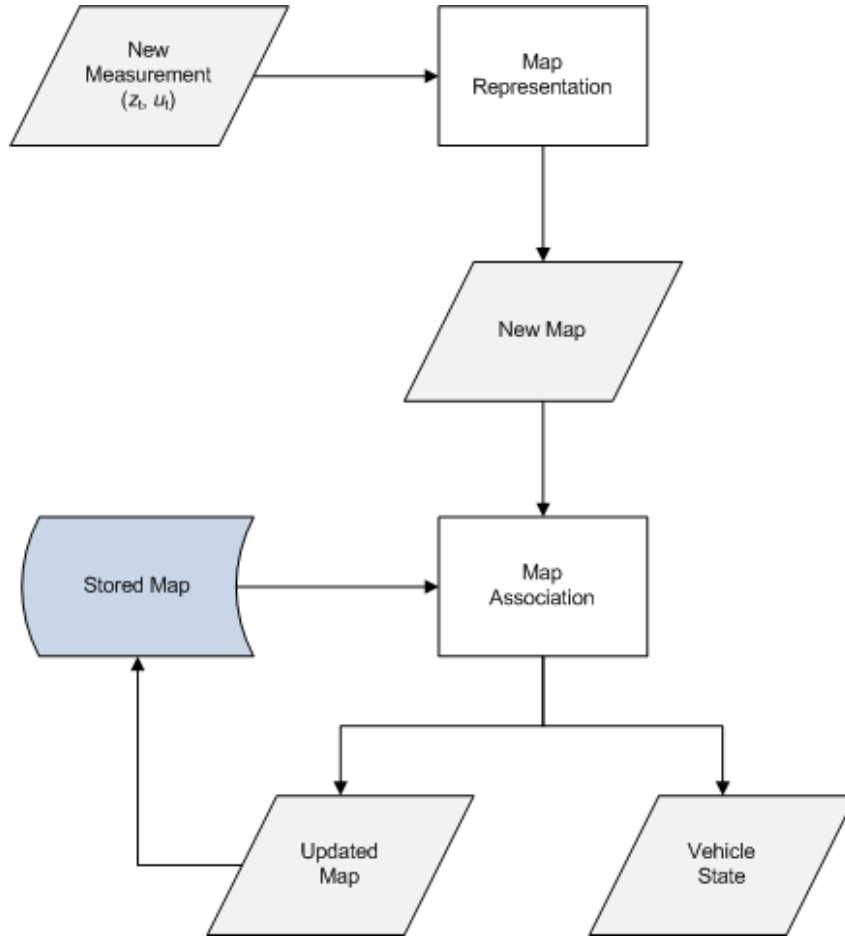 New
Measurement
(zt, ut)
Map
Representation
New Map
Stored Map
Map
Association
Updated
Map
Vehicle
State